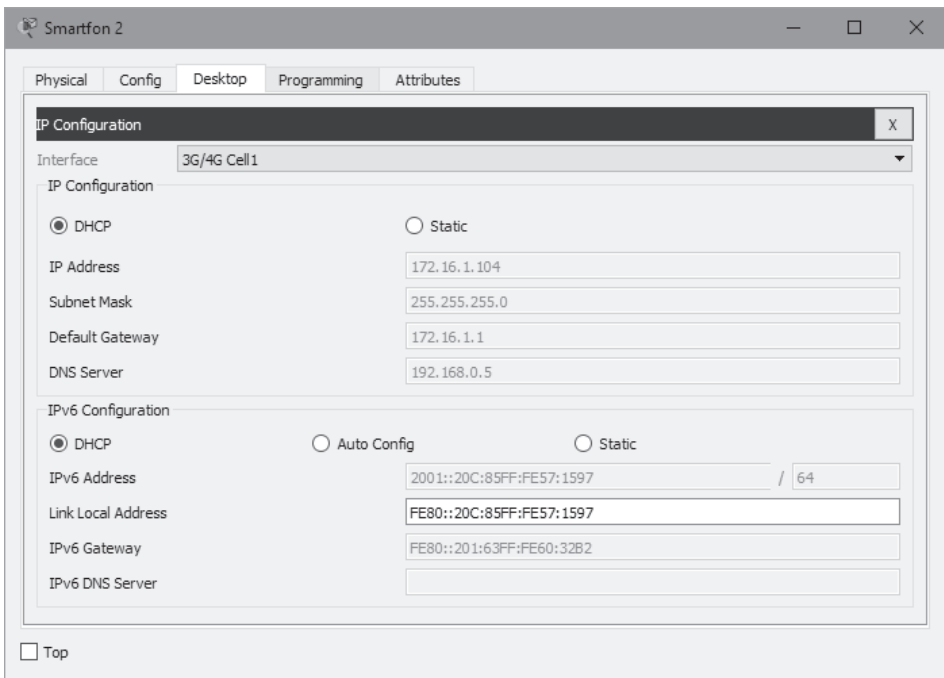 Smartfon 2
Physical Config Desktop Programming Attributes
IP Configuration X
Interface 3G/4G Cell1
IP Configuration
DHCP Static
IP Address 172.16.1.104
Subnet Mask 255.255.255.0
Default Gateway 172.16.1.1
DNS Server 192.168.0.5
IPv6 Configuration
DHCP Auto Config Static
IPv6 Address 2001::20C:85FF:FE57:1597 / 64
Link Local Address FE80::20C:85FF:FE57:1597
IPv6 Gateway FE80::201:63FF:FE60:32B2
IPv6 DNS Server
Top